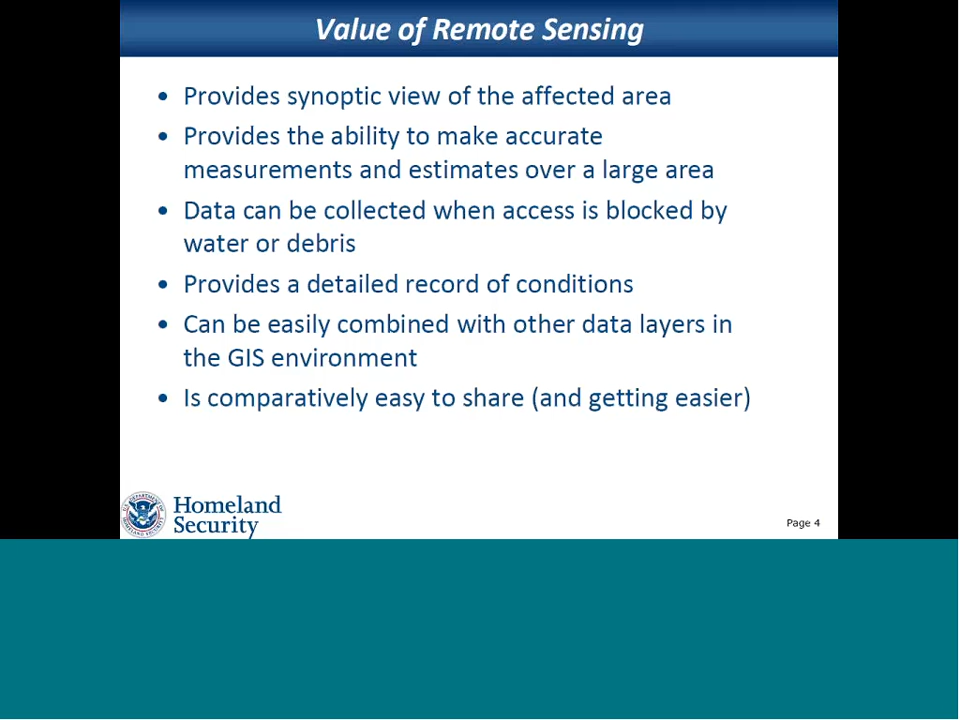 Value of Remote Sensing
• Provides synoptic view of the affected area
• Provides the ability to make accurate
measurements and estimates over a large area
• Data can be collected when access is blocked by
water or debris
• Provides a detailed record of conditions
• Can be easily combined with other data layers in
the GIS environment
• Is comparatively easy to share (and getting easier)
Homeland
Security
Page 4